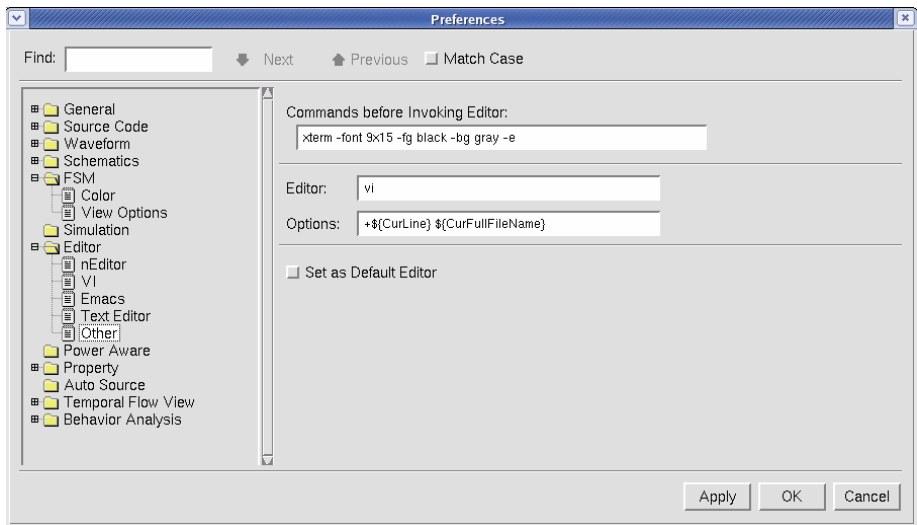 Preferences
Find:
Next
Previous
Match Case
General
Source Code
Waveform
Schematics
FSM
Color
View Options
Simulation
Editor
nEditor
VI
Emacs
Text Editor
Other
Power Aware
Property
Auto Source
Temporal Flow View
Behavior Analysis
Commands before Invoking Editor:
xterm -font 9x15 -fg black -bg gray -e
Editor: vi
Options: +${CurLine} ${CurFullFileName}
Set as Default Editor
Apply OK Cancel